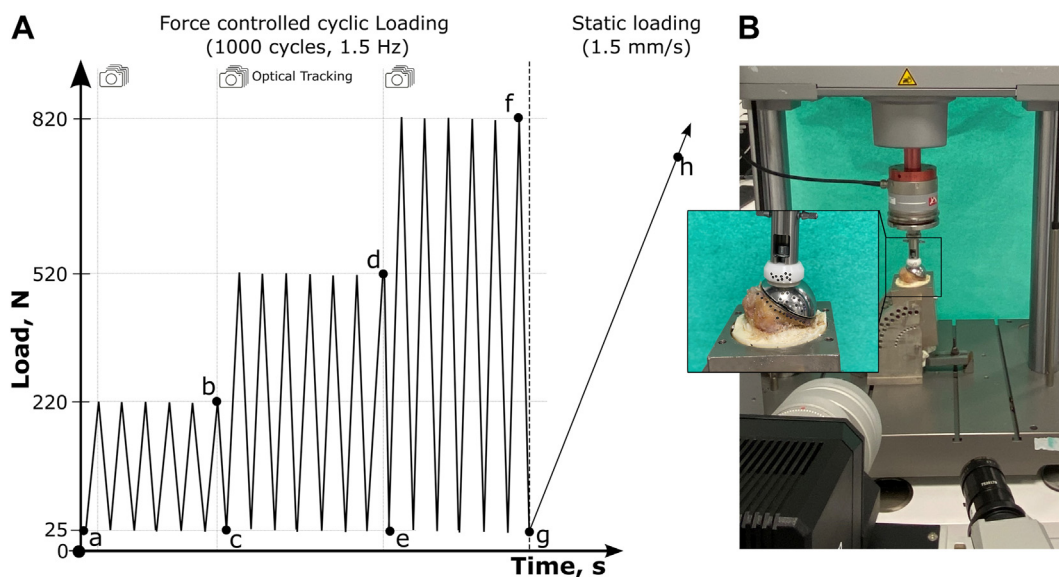 A
Force controlled cyclic Loading
(1000 cycles, 1.5 Hz)
Static loading
(1.5 mm/s)
B
Optical Tracking
820
f
h
520
d
Load, N
220
b
25
a
c
e
g
0
Time, s